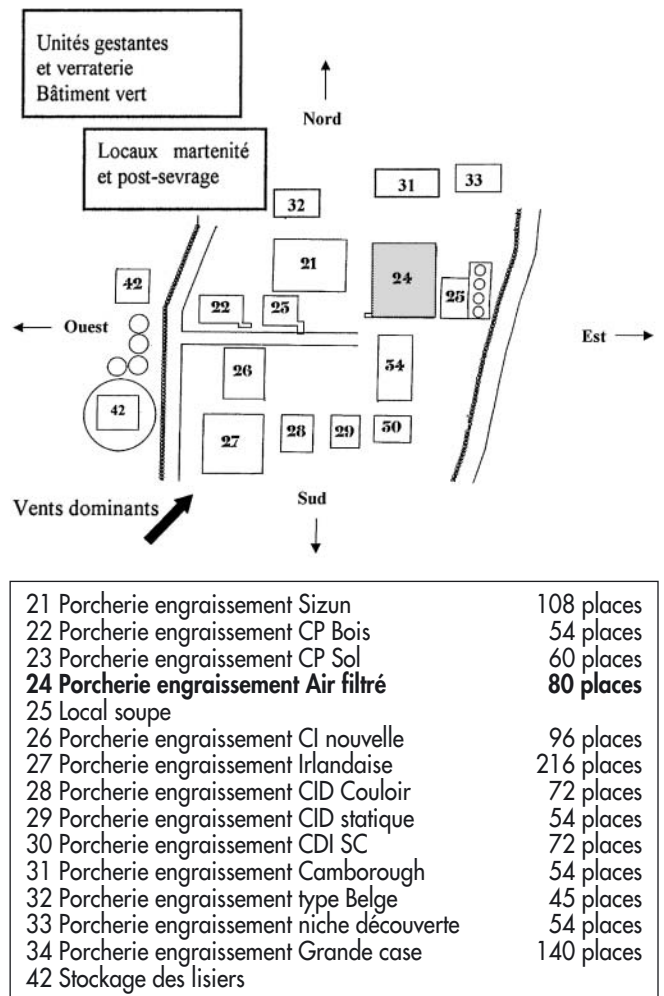 Unités gestantes
et verraterie
Bâtiment vert
Nord
Locaux martenité
et post-sevrage
31
33
32
21
24
42
22
23
25
Ouest
Est
26
34
42
27
28
29
30
Vents dominants
Sud
21 Porcherie engraissement Sizun 108 places
22 Porcherie engraissement CP Bois 54 places
23 Porcherie engraissement CP Sol 60 places
24 Porcherie engraissement Air filtré 80 places
25 Local soupe
26 Porcherie engraissement CI nouvelle 96 places
27 Porcherie engraissement Irlandaise 216 places
28 Porcherie engraissement CID Couloir 72 places
29 Porcherie engraissement CID statique 54 places
30 Porcherie engraissement CDI SC 72 places
31 Porcherie engraissement Camborough 54 places
32 Porcherie engraissement type Belge 45 places
33 Porcherie engraissement niche découverte 54 places
34 Porcherie engraissement Grande case 140 places
42 Stockage des lisiers